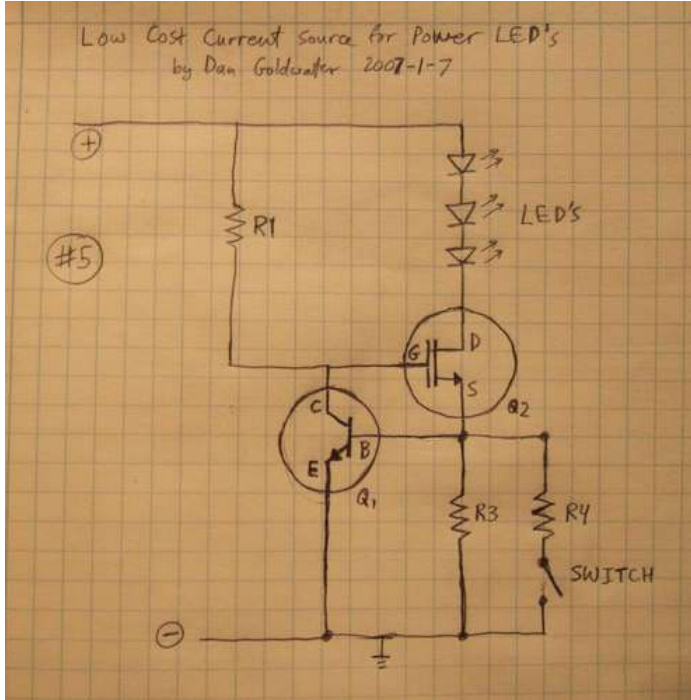 Low Cost Current Source for Power LED's
by Dan Goldwater 2007-1-7
+
R1
LED'S
#5
G
D
S
Q2
C
B
E
Q1
R3
R4
SWITCH
−